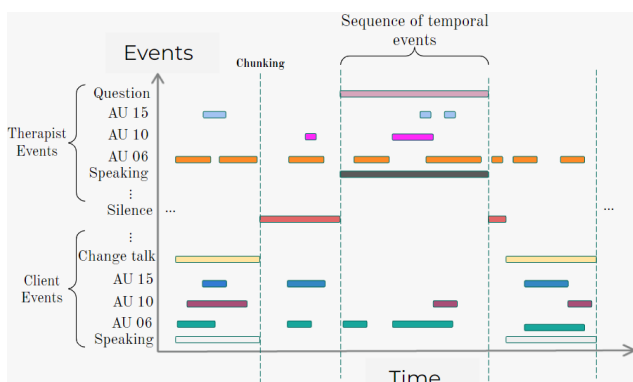 Sequence of temporal
events
Events
Chunking
Question
AU 15
AU 10
AU 06
Speaking
⋮
Therapist
Events
Silence
...
...
⋮
Change talk
AU 15
AU 10
AU 06
Speaking
Client
Events
Time